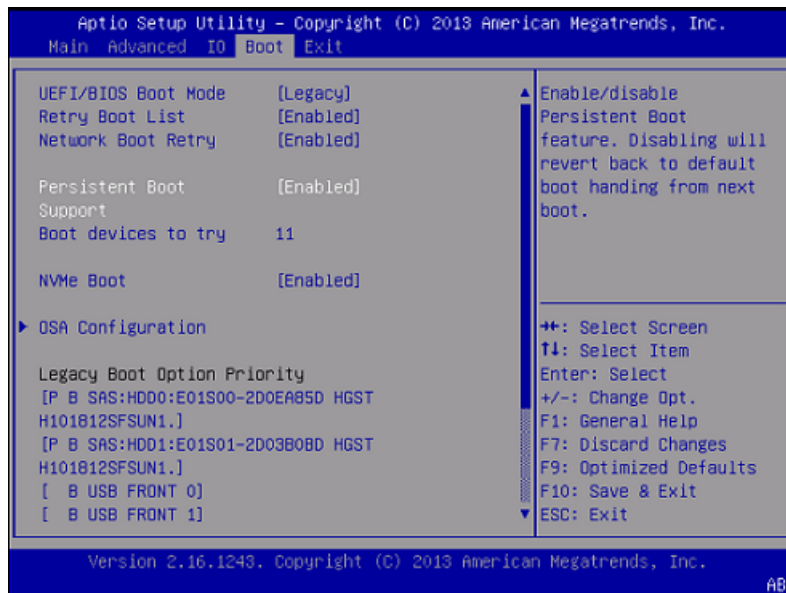 Aptio Setup Utility – Copyright (C) 2013 American Megatrends, Inc.
Main Advanced IO Boot Exit
UEFI/BIOS Boot Mode [Legacy]
Retry Boot List [Enabled]
Network Boot Retry [Enabled]
Persistent Boot [Enabled]
Support
Boot devices to try 11
NVMe Boot [Enabled]
OSA Configuration
Legacy Boot Option Priority
[P B SAS:HDD0:E01S00-2D0EA85D HGST
H101812SFSUN1.]
[P B SAS:HDD1:E01S01-2D03B0BD HGST
H101812SFSUN1.]
[ B USB FRONT 0]
[ B USB FRONT 1]
Enable/disable
Persistent Boot
feature. Disabling will
revert back to default
boot handing from next
boot.
→←: Select Screen
↑↓: Select Item
Enter: Select
+/-: Change Opt.
F1: General Help
F7: Discard Changes
F9: Optimized Defaults
F10: Save & Exit
ESC: Exit
Version 2.16.1243. Copyright (C) 2013 American Megatrends, Inc.
AB